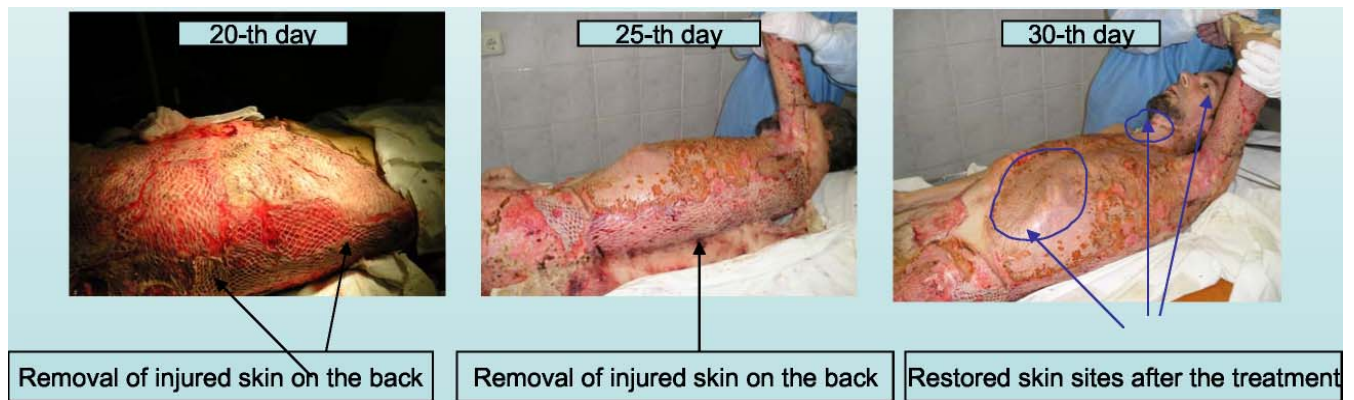 20-th day
25-th day
30-th day
Removal of injured skin on the back
Removal of injured skin on the back
Restored skin sites after the treatment